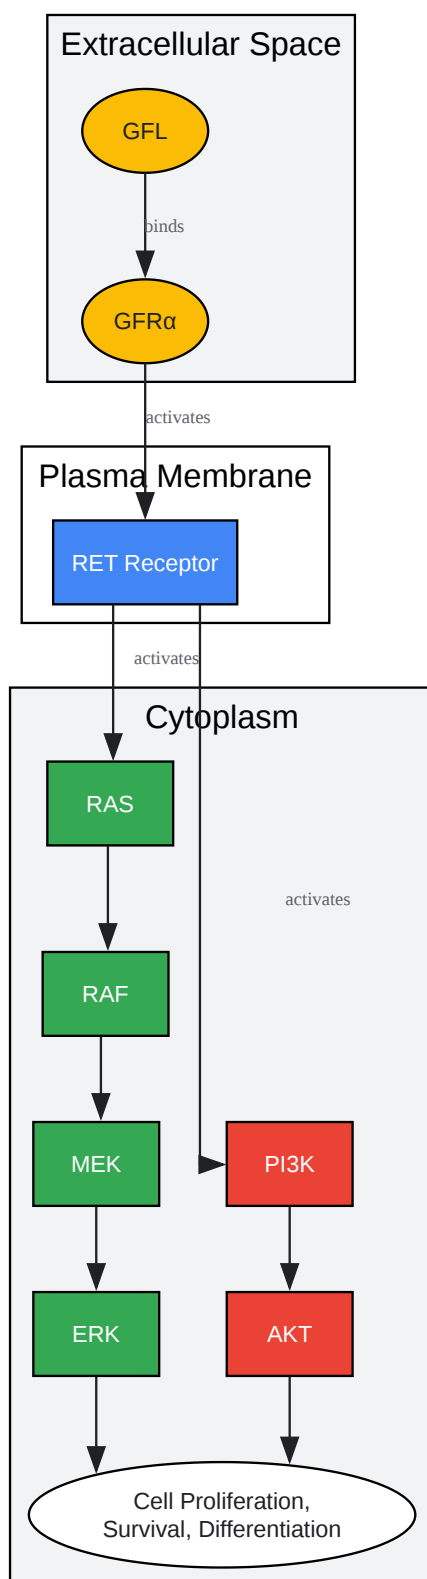 Extracellular Space
GFL
binds
GFRα
activates
Plasma Membrane
RET Receptor
activates
Cytoplasm
RAS
activates
RAF
MEK
PI3K
ERK
AKT
Cell Proliferation,
Survival, Differentiation